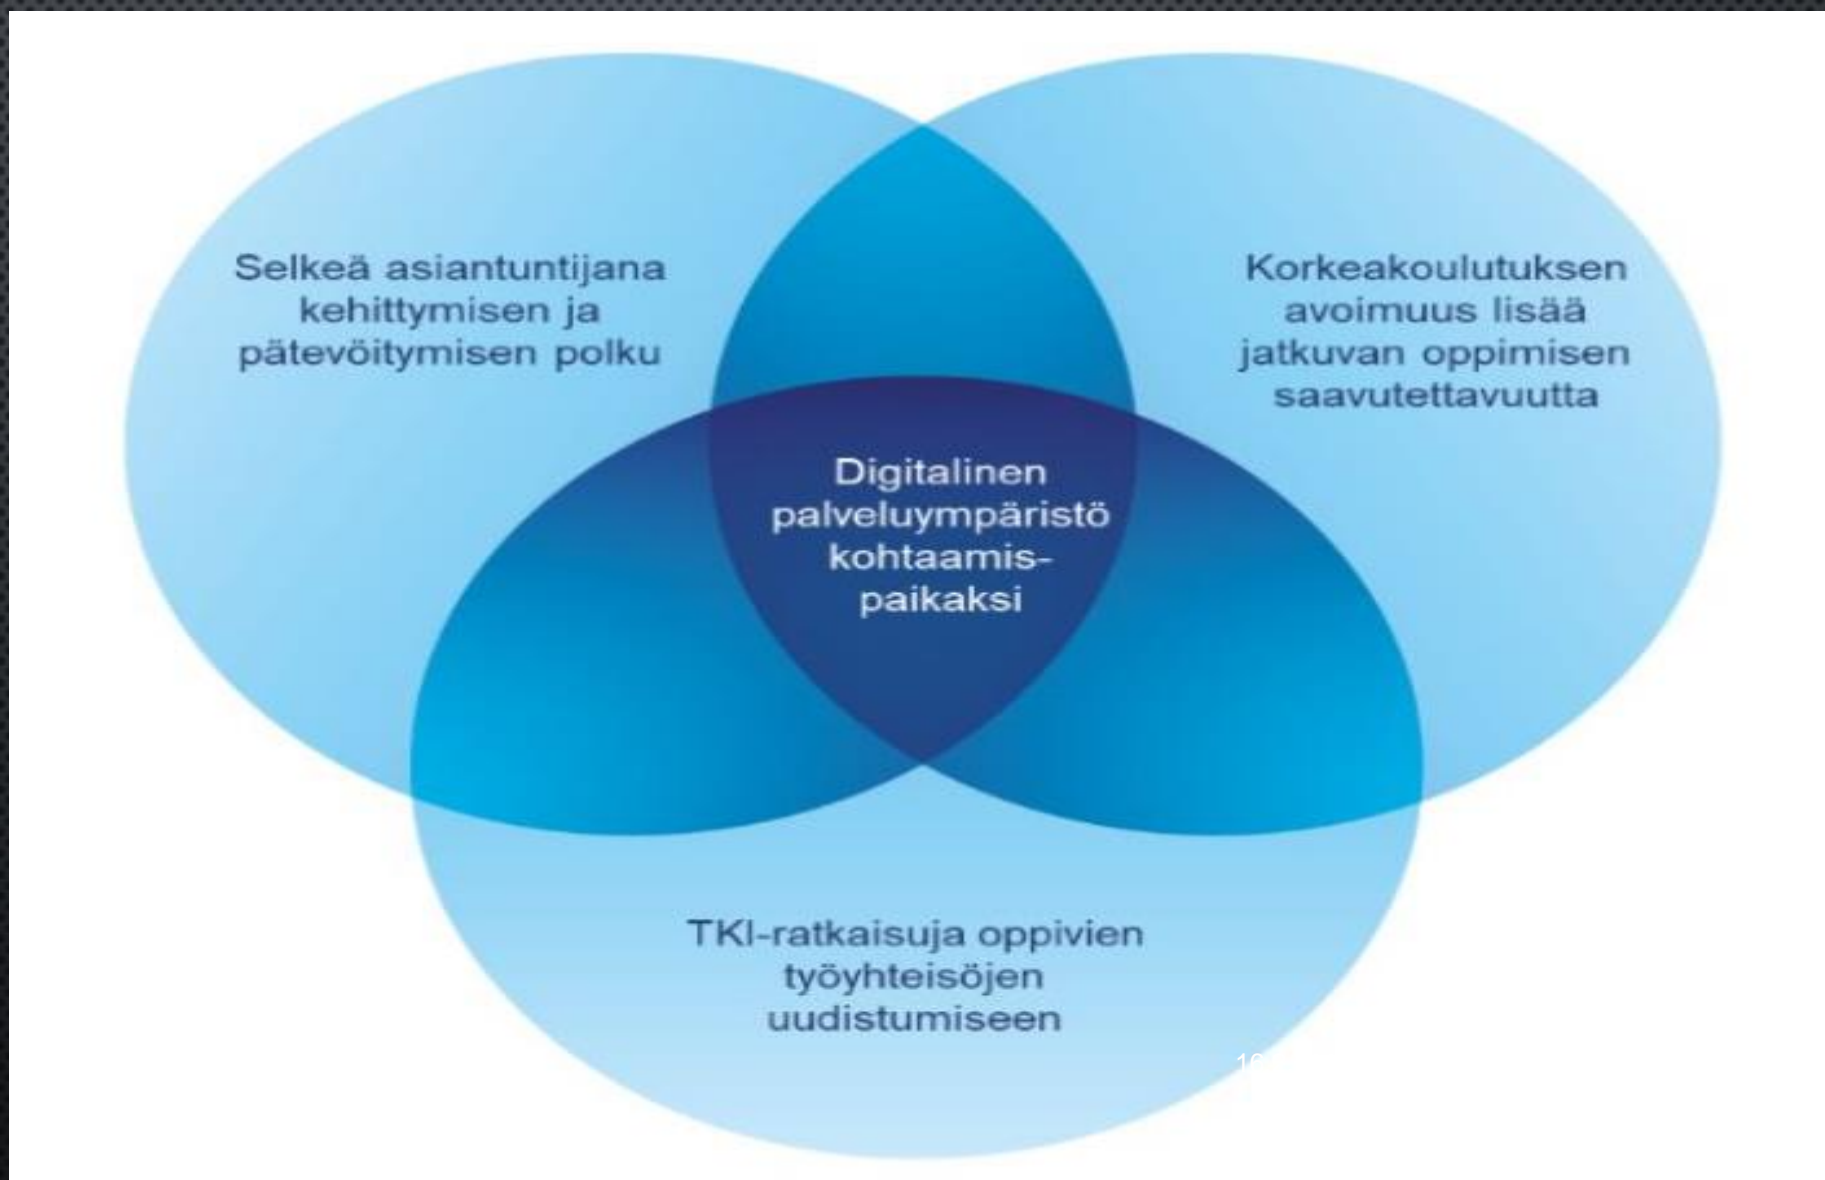 Selkeä asiantuntijana
kehittymisen ja
pätevöitymisen polku
Korkeakoulutuksen
avoimuus lisää
jatkuvan oppimisen
saavutettavuutta
Digitalinen
palveluympäristö
kohtaamis-
paikaksi
TKI-ratkaisuja oppivien
työyhteisöjen
uudistumiseen